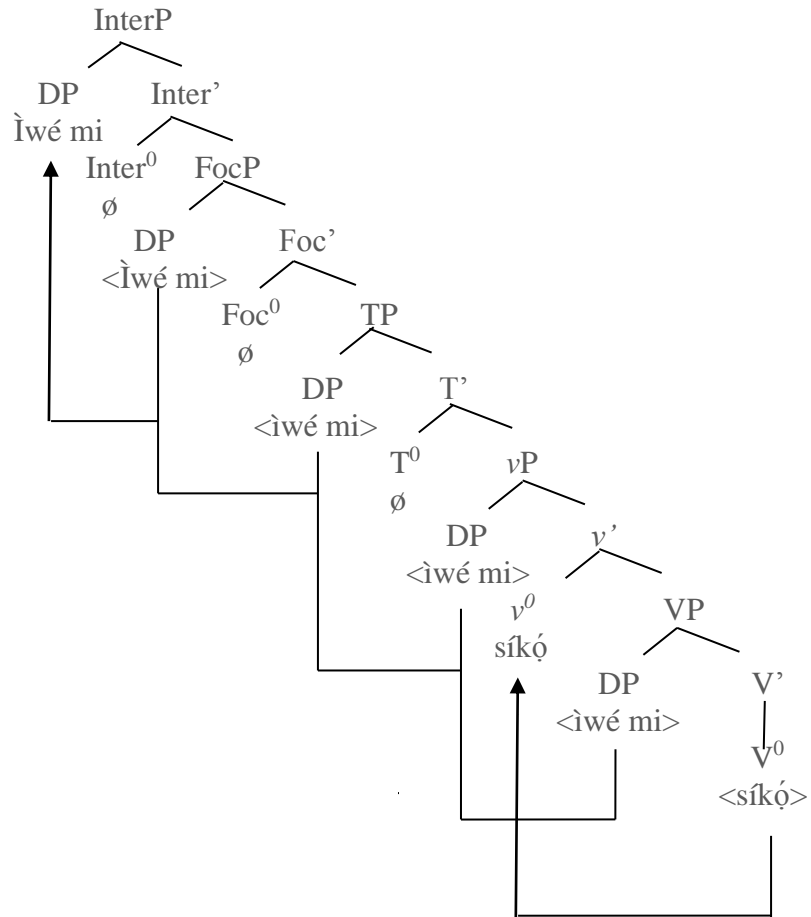 InterP
DP Inter’
Ìwé mi
Inter⁰ FocP
ø
DP Foc’
<Ìwé mi>
Foc⁰ TP
ø
DP T’
<ìwé mi>
T⁰ vP
ø
DP v’
<ìwé mi>
v⁰ VP
síkọ́
DP V’
<ìwé mi>
V⁰
<síkọ́>